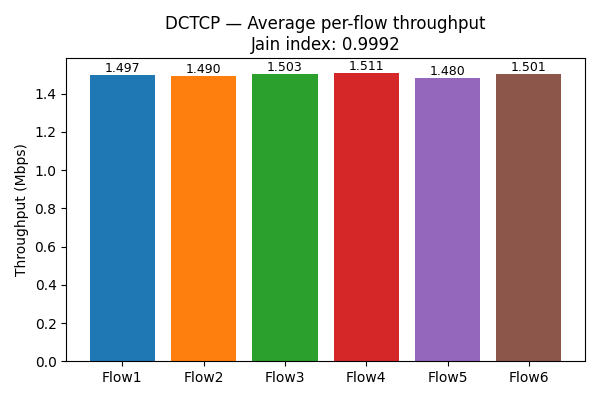 DCTCP — Average per-flow throughput
Jain index: 0.9992
Throughput (Mbps)
1.4
1.2
1.0
0.8
0.6
0.4
0.2
0.0
1.497
1.490
1.503
1.511
1.480
1.501
Flow1
Flow2
Flow3
Flow4
Flow5
Flow6